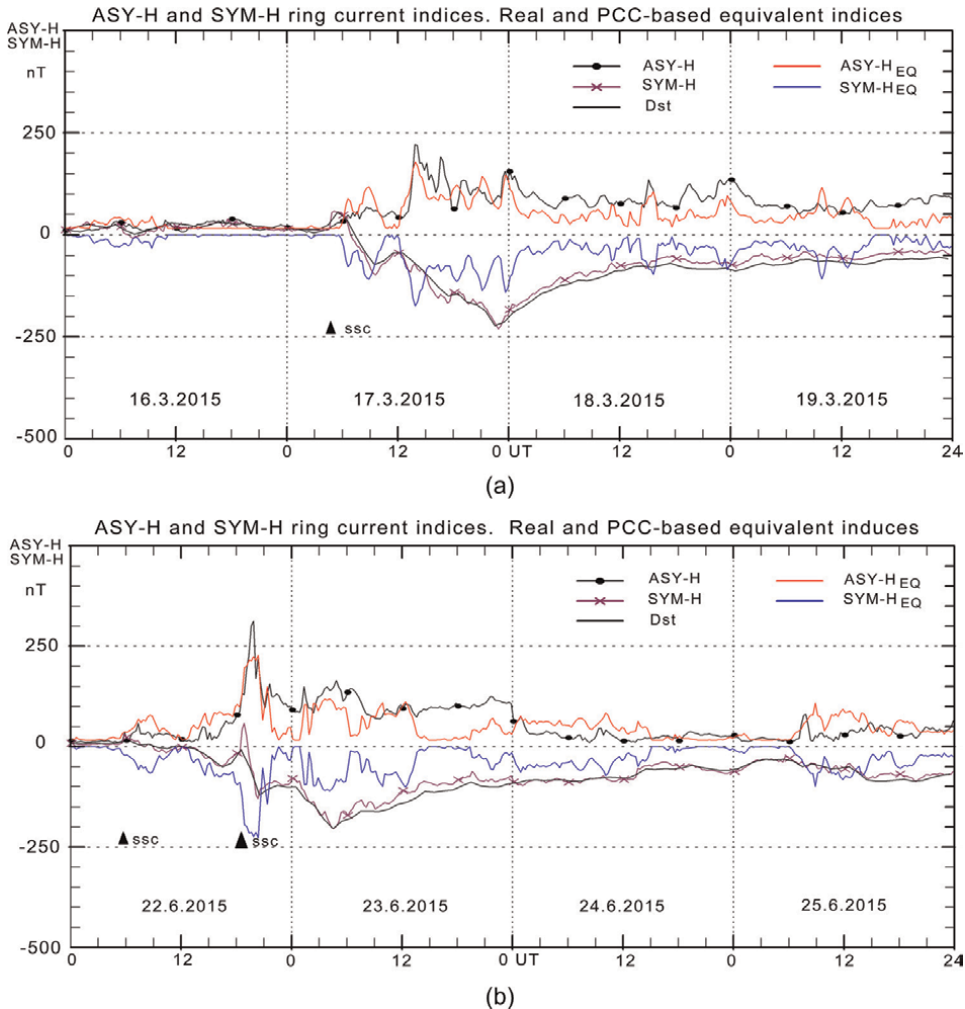 ASY-H and SYM-H ring current indices. Real and PCC-based equivalent indices
ASY-H
SYM-H
nT
ASY-H
SYM-H
Dst
ASY-H EQ
SYM-H EQ
250
0
-250
-500
ssc
16.3.2015 17.3.2015 18.3.2015 19.3.2015
0 12 0 12 0 UT 12 0 12 24
(a)
ASY-H and SYM-H ring current indices. Real and PCC-based equivalent induces
ASY-H
SYM-H
nT
ASY-H
SYM-H
Dst
ASY-H EQ
SYM-H EQ
250
0
-250
-500
ssc ssc
22.6.2015 23.6.2015 24.6.2015 25.6.2015
0 12 0 12 0 UT 12 0 12 24
(b)